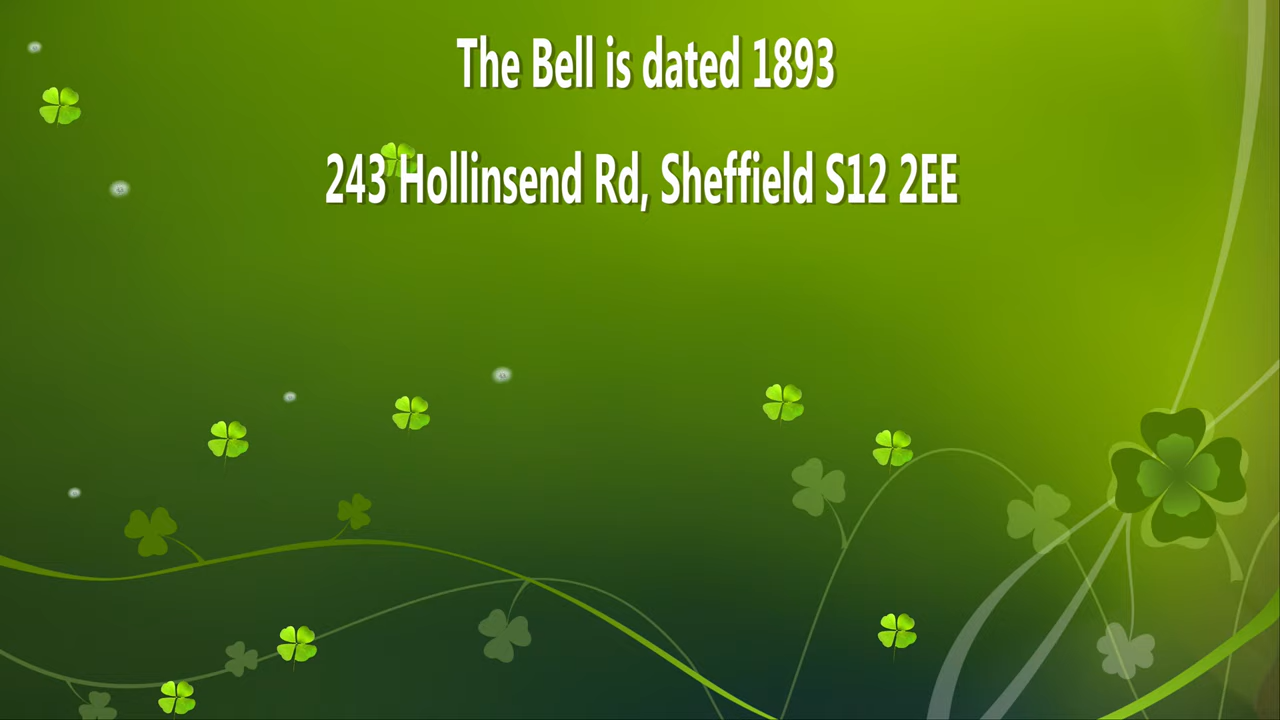 The Bell is dated 1893
243 Hollinsend Rd, Sheffield S12 2EE